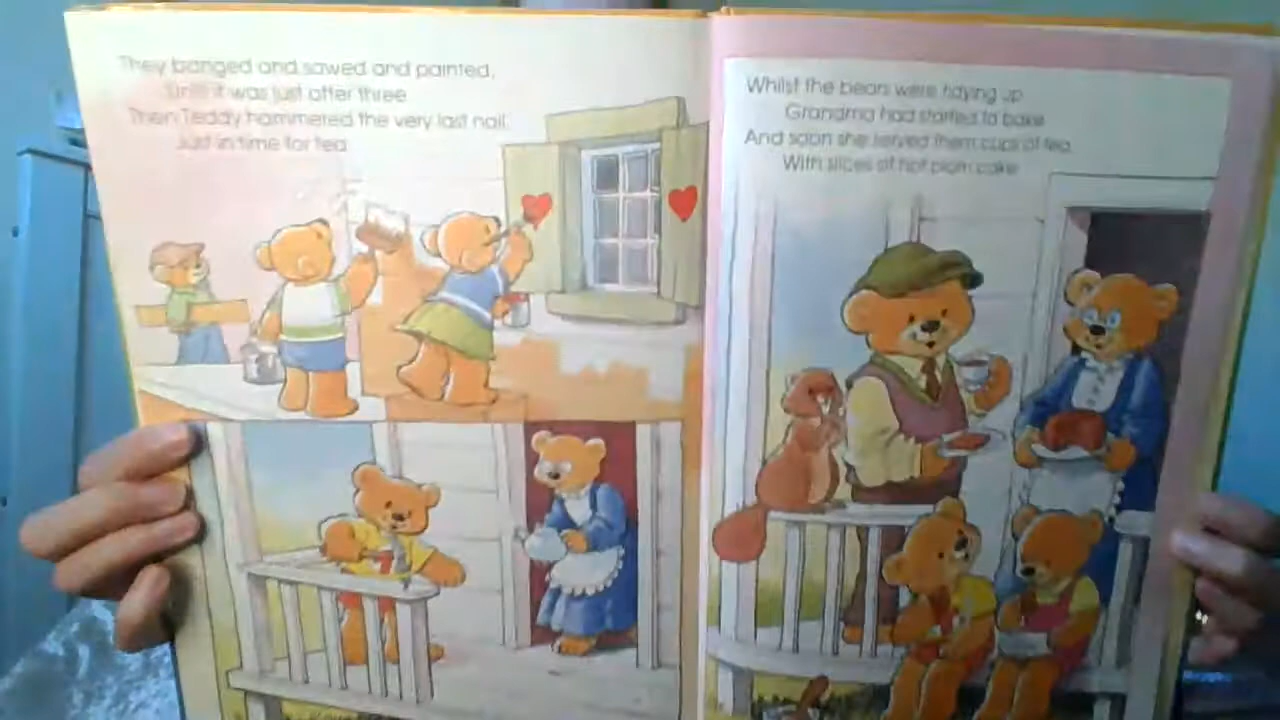 They banged and sawed and painted,
Until it was just after three.
Then Teddy hammered the very last nail,
Just in time for tea.
Whilst the bears were tidying up
Grandma had started to bake
And soon she served them cups of tea
With slices of hot plum cake